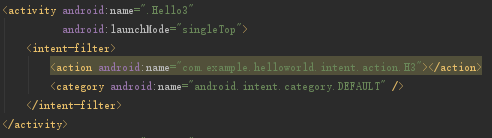 <activity android:name=".Hello3"
android:launchMode="singleTop">
<intent-filter>
<action android:name="com.example.helloworld.intent.action.H3"></action>
<category android:name="android.intent.category.DEFAULT" />
</intent-filter>
</activity>